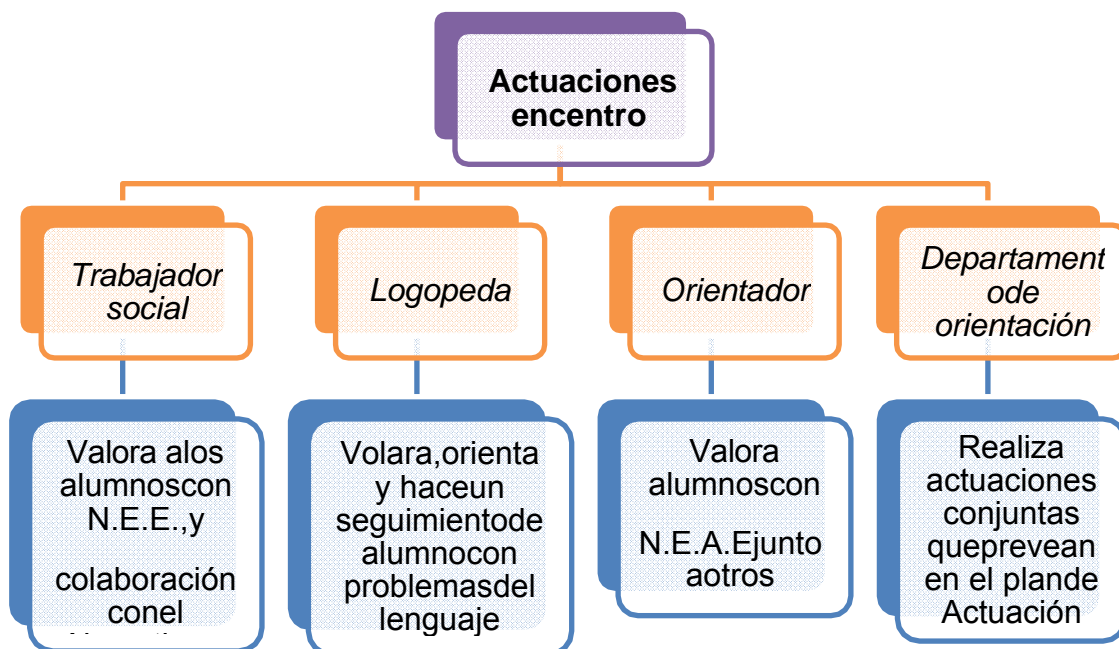 Actuaciones
encentro
Trabajador
social
Logopeda
Orientador
Departament
ode
orientación
Valora alos
alumnoscon
N.E.E.,y
colaboración
conel
Volara,orienta
y haceun
seguimientode
alumnocon
problemasdel
lenguaje
Valora
alumnoscon
N.E.A.Ejunto
aotros
Realiza
actuaciones
conjuntas
queprevean
en el plande
Actuación